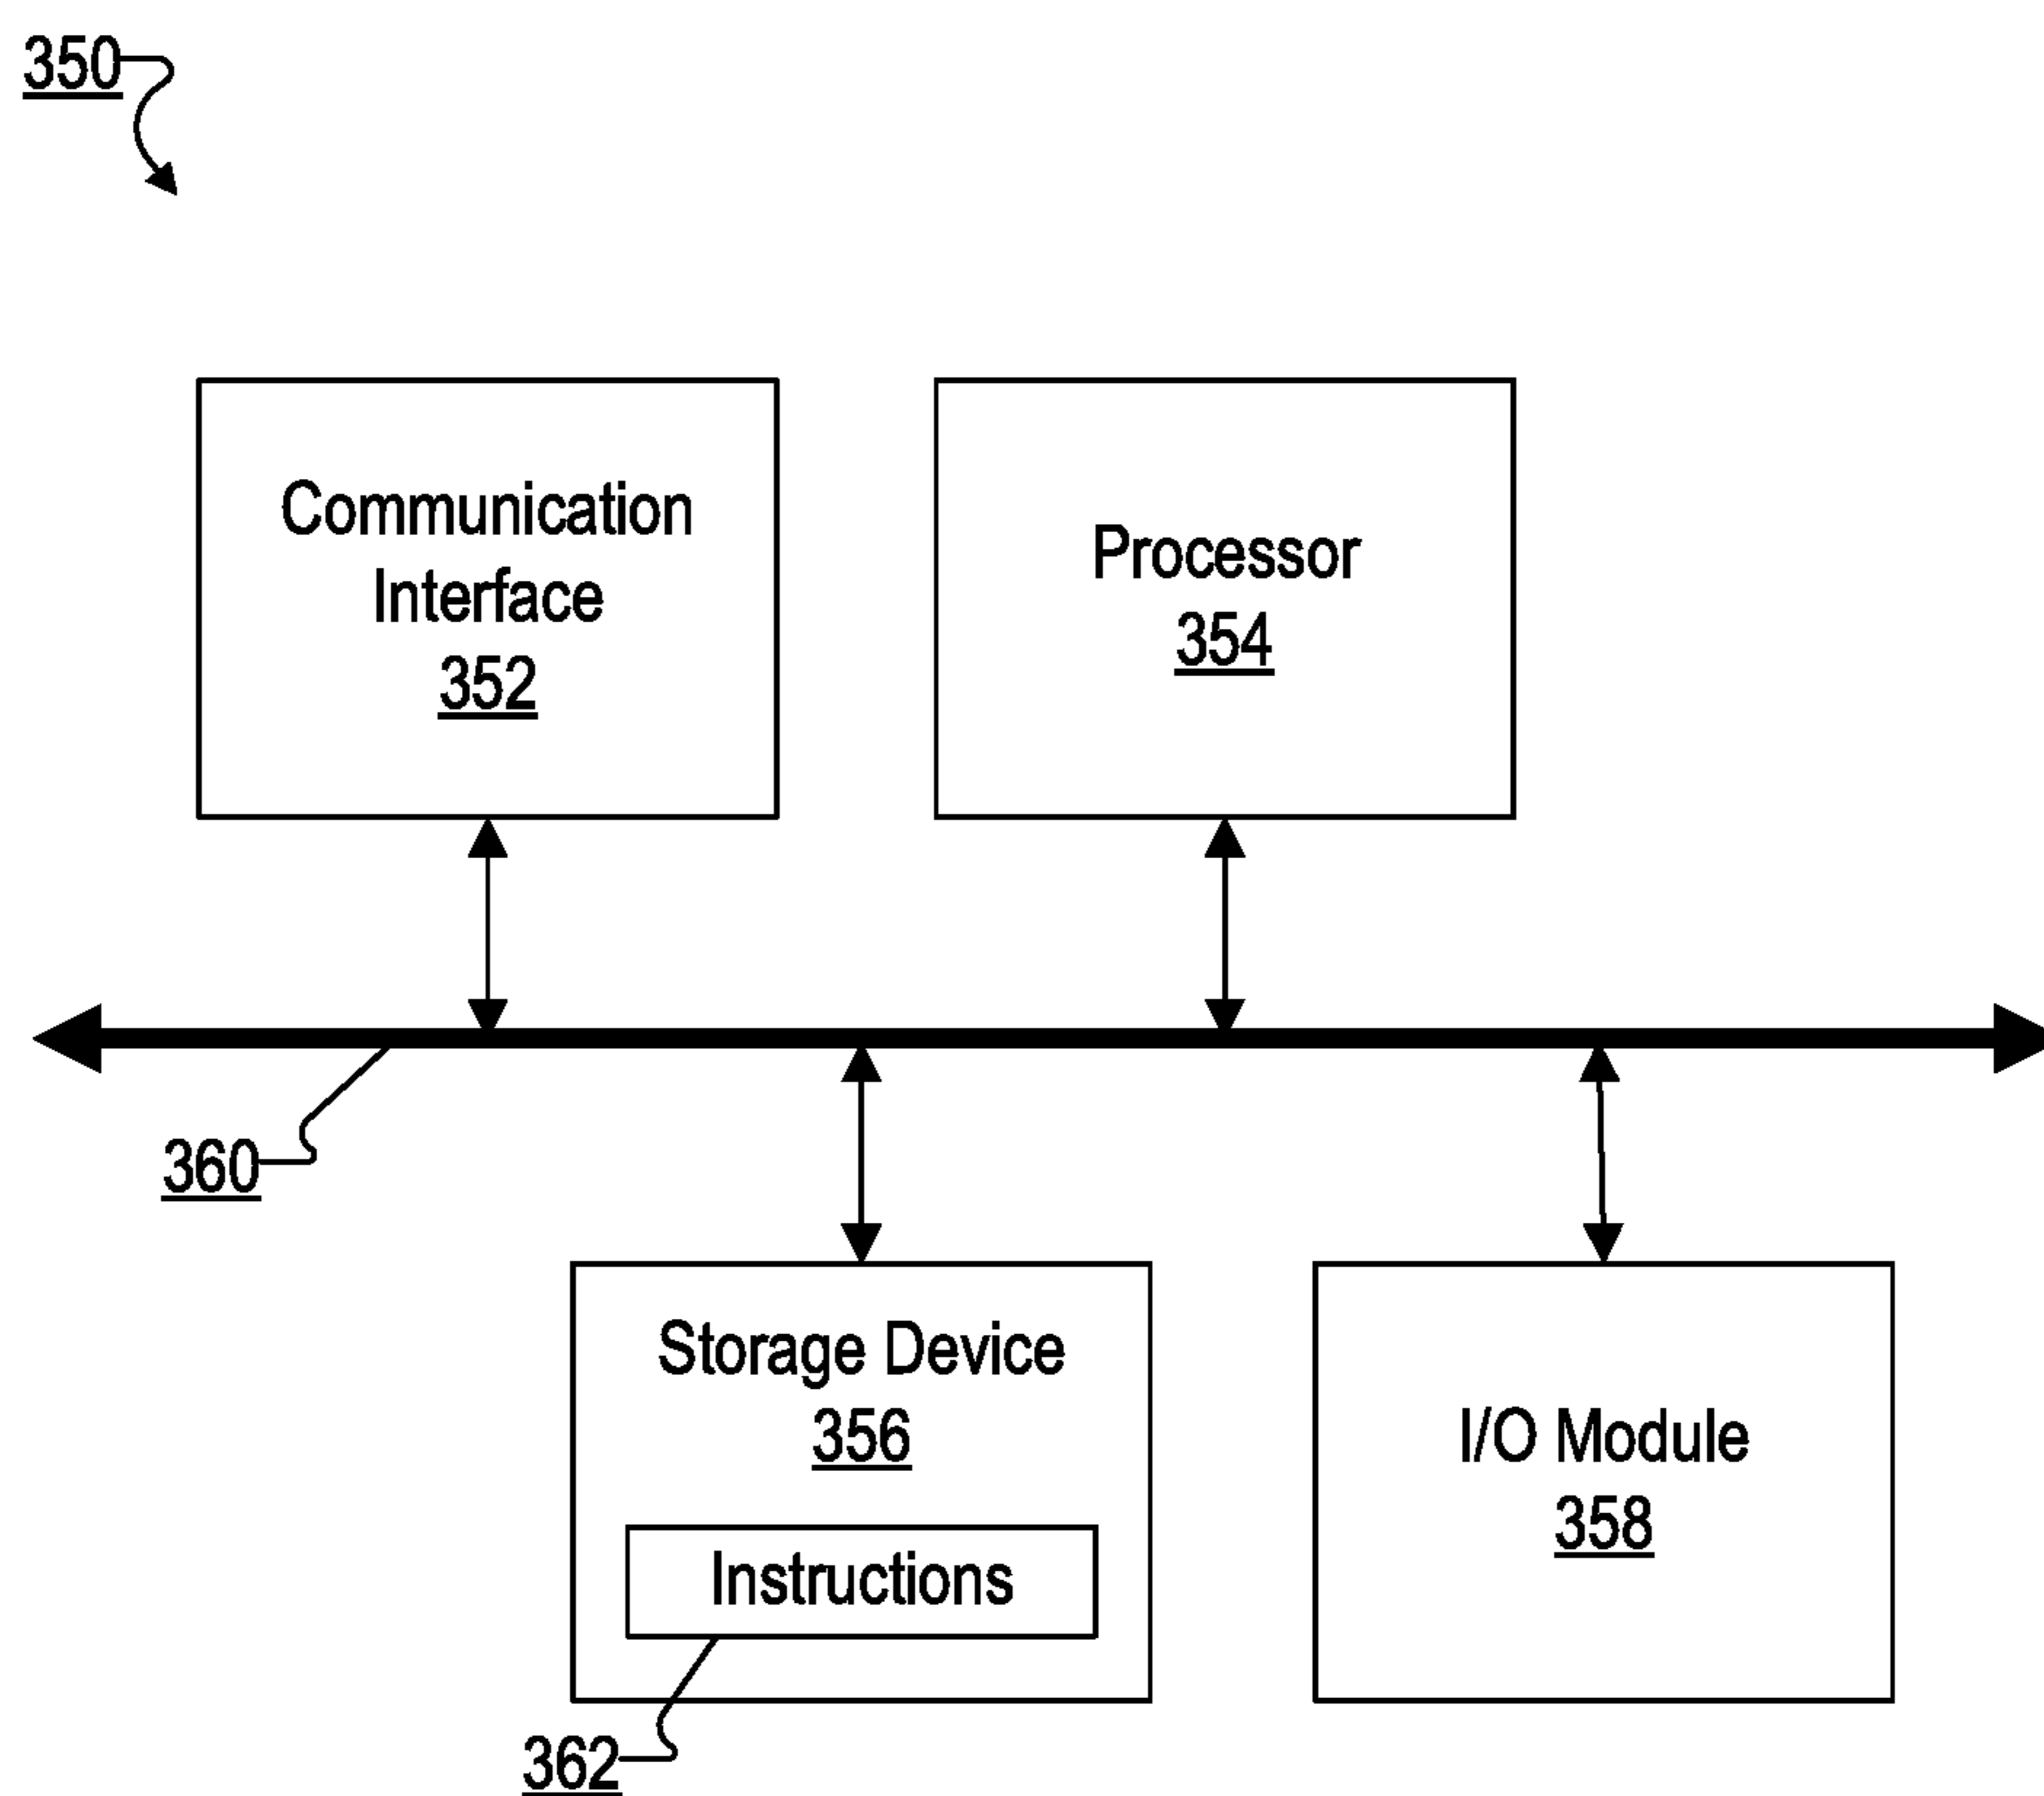 350
Communication
Interface
352
Processor
354
360
Storage Device
356
Instructions
362
I/O Module
358